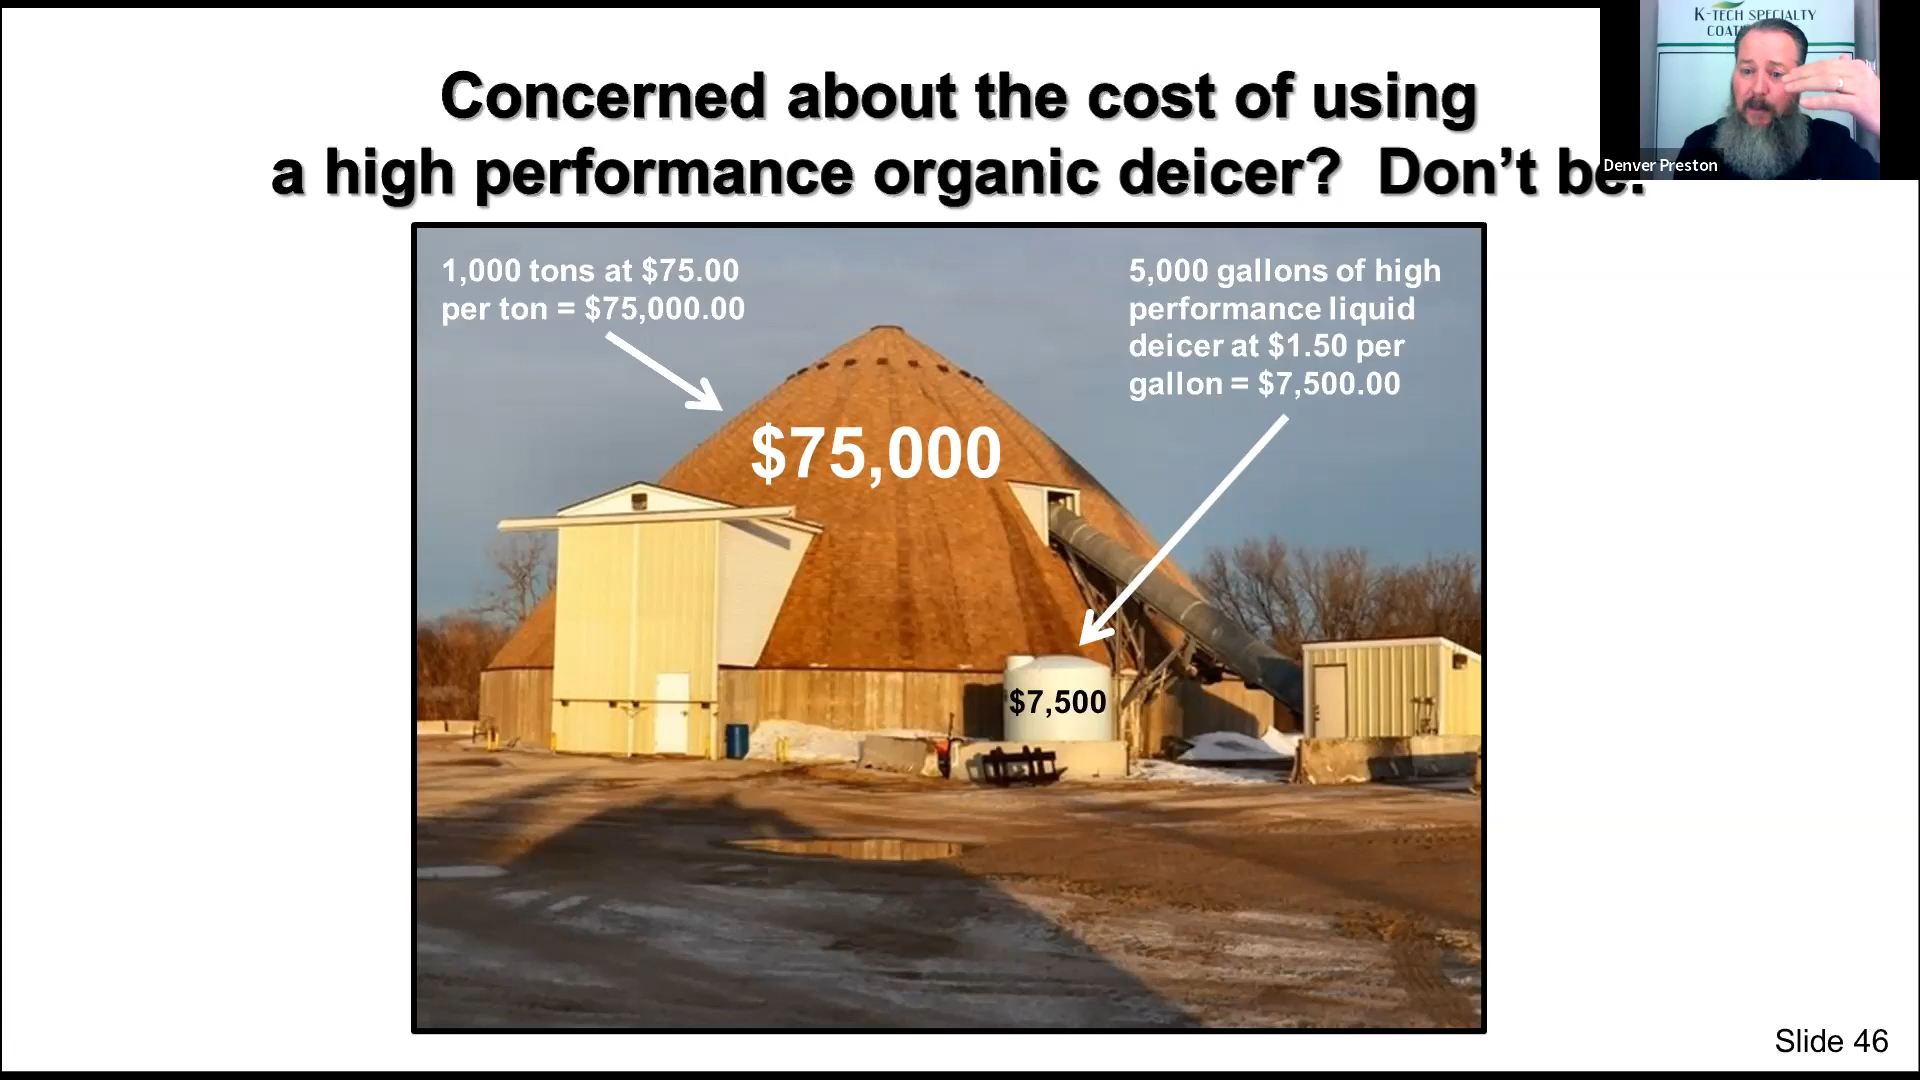 Concerned about the cost of using
a high performance organic deicer?  Don’t be.
K-TECH SPECIALTY
Denver Preston
1,000 tons at $75.00
per ton = $75,000.00
5,000 gallons of high
performance liquid
deicer at $1.50 per
gallon = $7,500.00
$75,000
$7,500
Slide 46